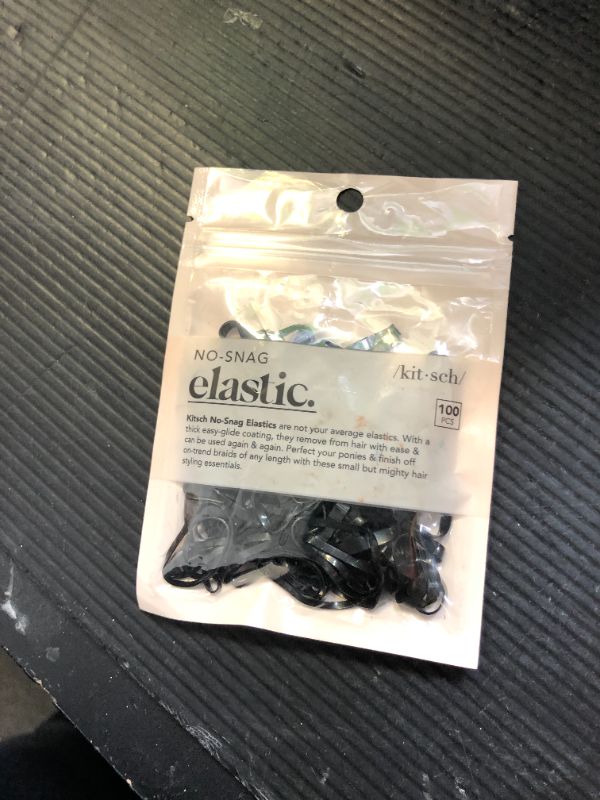 NO-SNAG
elastic.
/kit•sch/
100
PCS
Kitsch No-Snag Elastics are not your average elastics. With a
thick easy-glide coating, they remove from hair with ease &
can be used again & again. Perfect your ponies & finish off
on-trend braids of any length with these small but mighty hair
styling essentials.